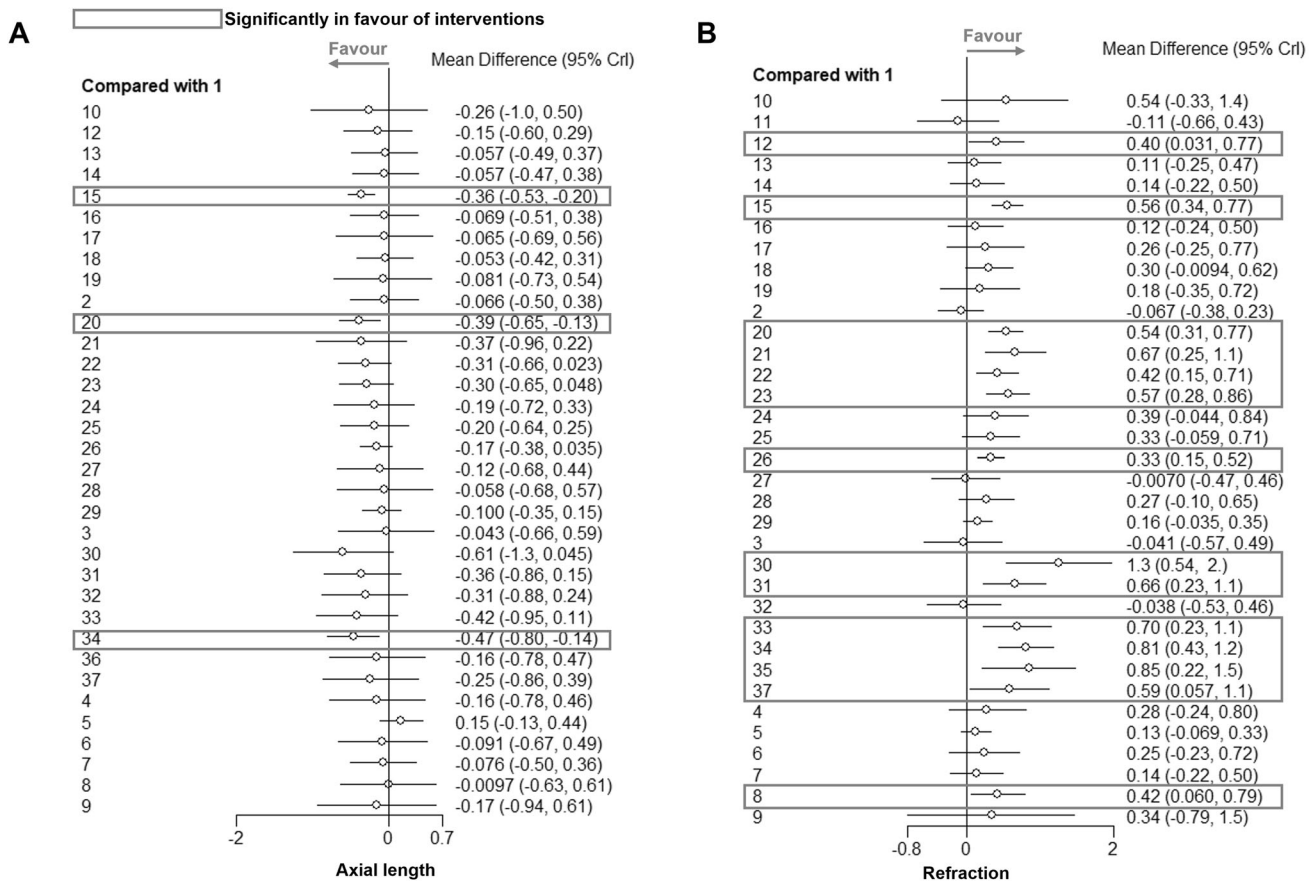 Significantly in favour of interventions
A
Favour
Mean Difference (95% CrI)
Compared with 1
10 -0.26 (-1.0, 0.50)
12 -0.15 (-0.60, 0.29)
13 -0.057 (-0.49, 0.37)
14 -0.057 (-0.47, 0.38)
15 -0.36 (-0.53, -0.20)
16 -0.069 (-0.51, 0.38)
17 -0.065 (-0.69, 0.56)
18 -0.053 (-0.42, 0.31)
19 -0.081 (-0.73, 0.54)
2 -0.066 (-0.50, 0.38)
20 -0.39 (-0.65, -0.13)
21 -0.37 (-0.96, 0.22)
22 -0.31 (-0.66, 0.023)
23 -0.30 (-0.65, 0.048)
24 -0.19 (-0.72, 0.33)
25 -0.20 (-0.64, 0.25)
26 -0.17 (-0.38, 0.035)
27 -0.12 (-0.68, 0.44)
28 -0.058 (-0.68, 0.57)
29 -0.100 (-0.35, 0.15)
3 -0.043 (-0.66, 0.59)
30 -0.61 (-1.3, 0.045)
31 -0.36 (-0.86, 0.15)
32 -0.31 (-0.88, 0.24)
33 -0.42 (-0.95, 0.11)
34 -0.47 (-0.80, -0.14)
36 -0.16 (-0.78, 0.47)
37 -0.25 (-0.86, 0.39)
4 -0.16 (-0.78, 0.46)
5 0.15 (-0.13, 0.44)
6 -0.091 (-0.67, 0.49)
7 -0.076 (-0.50, 0.36)
8 -0.0097 (-0.63, 0.61)
9 -0.17 (-0.94, 0.61)
-2 0 0.7
Axial length
B
Favour
Mean Difference (95% CrI)
Compared with 1
10 0.54 (-0.33, 1.4)
11 -0.11 (-0.66, 0.43)
12 0.40 (0.031, 0.77)
13 0.11 (-0.25, 0.47)
14 0.14 (-0.22, 0.50)
15 0.56 (0.34, 0.77)
16 0.12 (-0.24, 0.50)
17 0.26 (-0.25, 0.77)
18 0.30 (-0.0094, 0.62)
19 0.18 (-0.35, 0.72)
2 -0.067 (-0.38, 0.23)
20 0.54 (0.31, 0.77)
21 0.67 (0.25, 1.1)
22 0.42 (0.15, 0.71)
23 0.57 (0.28, 0.86)
24 0.39 (-0.044, 0.84)
25 0.33 (-0.059, 0.71)
26 0.33 (0.15, 0.52)
27 -0.0070 (-0.47, 0.46)
28 0.27 (-0.10, 0.65)
29 0.16 (-0.035, 0.35)
3 -0.041 (-0.57, 0.49)
30 1.3 (0.54, 2.)
31 0.66 (0.23, 1.1)
32 -0.038 (-0.53, 0.46)
33 0.70 (0.23, 1.1)
34 0.81 (0.43, 1.2)
35 0.85 (0.22, 1.5)
37 0.59 (0.057, 1.1)
4 0.28 (-0.24, 0.80)
5 0.13 (-0.069, 0.33)
6 0.25 (-0.23, 0.72)
7 0.14 (-0.22, 0.50)
8 0.42 (0.060, 0.79)
9 0.34 (-0.79, 1.5)
-0.8 0 2
Refraction